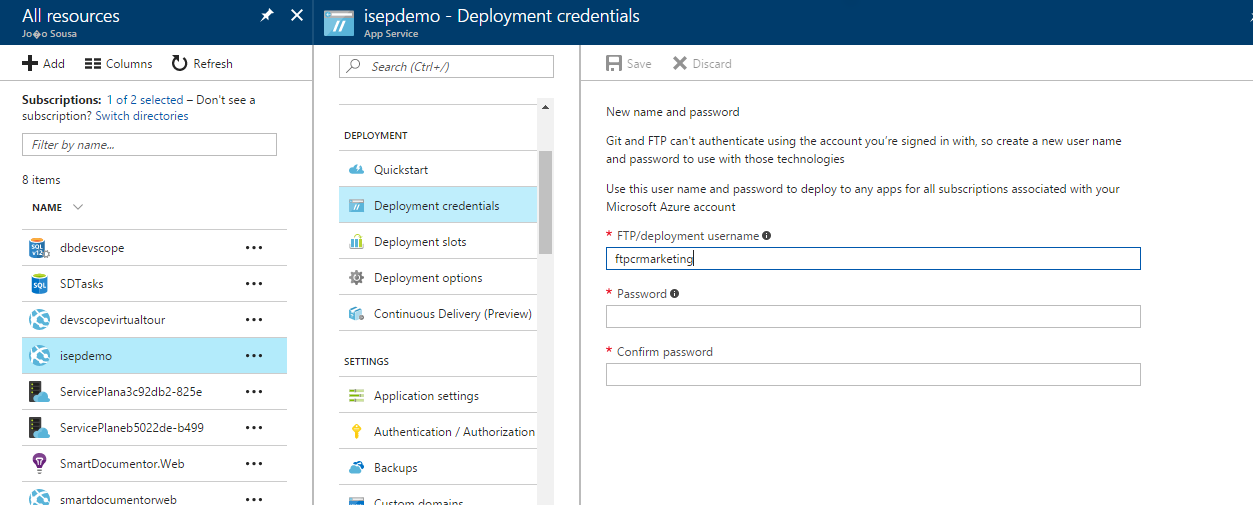 All resources
Jo�o Sousa
Add
Columns
Refresh
Subscriptions: 1 of 2 selected – Don't see a
subscription? Switch directories
Filter by name...
8 items
NAME
dbdevscope
SDTasks
devscopevirtualtour
isepdemo
ServicePlana3c92db2-825e
ServicePlaneb5022de-b499
SmartDocumentor.Web
smartdocumentorweb
isepdemo - Deployment credentials
App Service
Search (Ctrl+/)
DEPLOYMENT
Quickstart
Deployment credentials
Deployment slots
Deployment options
Continuous Delivery (Preview)
SETTINGS
Application settings
Authentication / Authorization
Backups
Custom domains
Save
Discard
New name and password
Git and FTP can't authenticate using the account you're signed in with, so create a new user name
and password to use with those technologies
Use this user name and password to deploy to any apps for all subscriptions associated with your
Microsoft Azure account
* FTP/deployment username
ftpcrmarketing
* Password
* Confirm password